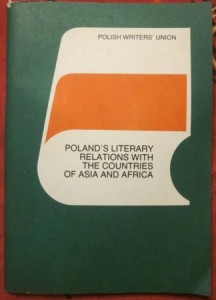 POLISH WRITERS' UNION
POLAND'S LITERARY
RELATIONS WITH
THE COUNTRIES
OF ASIA AND AFRICA